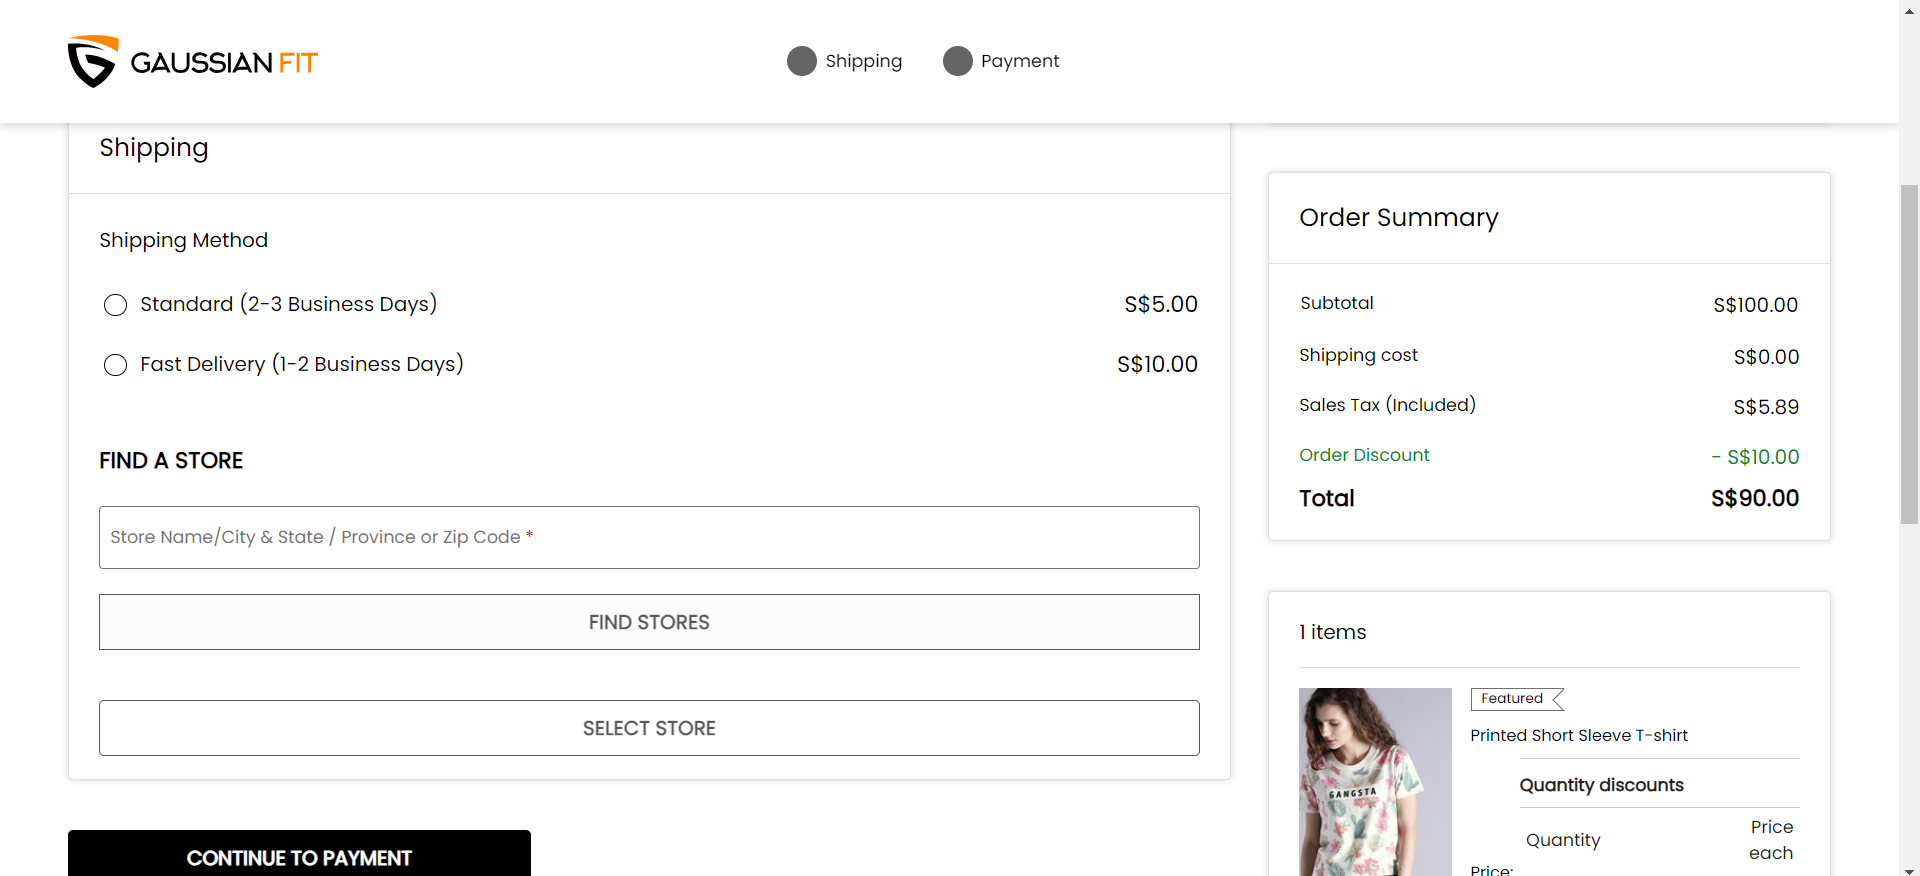 GAUSSIAN FIT
Shipping
Payment
Shipping
Shipping Method
Standard (2-3 Business Days) S$5.00
Fast Delivery (1-2 Business Days) S$10.00
FIND A STORE
Store Name/City & State / Province or Zip Code *
FIND STORES
SELECT STORE
CONTINUE TO PAYMENT
Order Summary
Subtotal S$100.00
Shipping cost S$0.00
Sales Tax (Included) S$5.89
Order Discount - S$10.00
Total S$90.00
1 items
GANGSTA
Featured
Printed Short Sleeve T-shirt
Quantity discounts
Quantity Price each
Price: